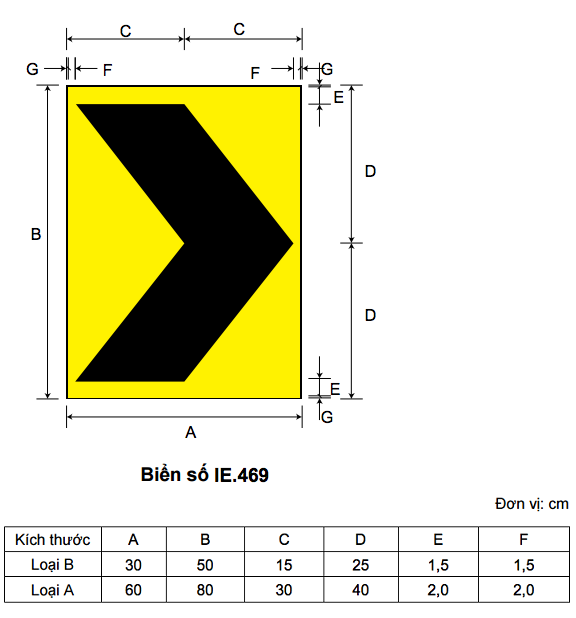 C C
G F F G
E
D
B
D
E
G
A
Biển số IE.469
Đơn vị: cm
Kích thước A B C D E F
Loại B 30 50 15 25 1,5 1,5
Loại A 60 80 30 40 2,0 2,0